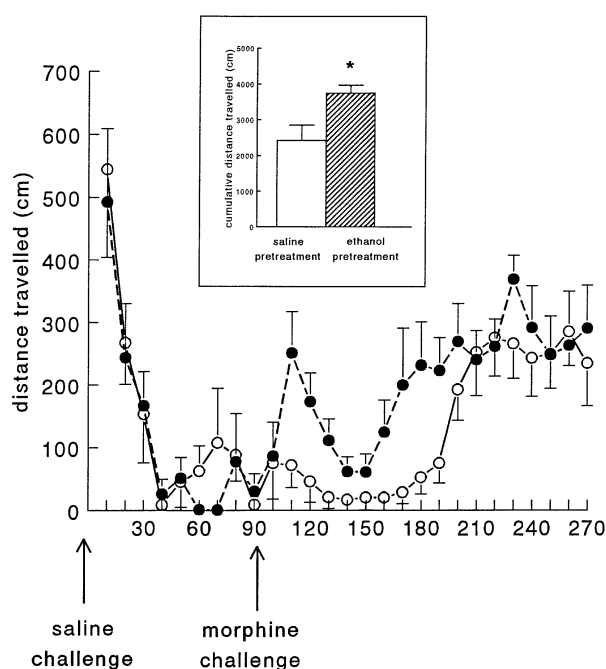 5000
4000
3000
2000
1000
0
cumulative distance travelled (cm)
*
saline
pretreatment
ethanol
pretreatment
700
600
500
400
300
200
100
0
distance travelled (cm)
30 60 90 120 150 180 210 240 270
saline
challenge
morphine
challenge